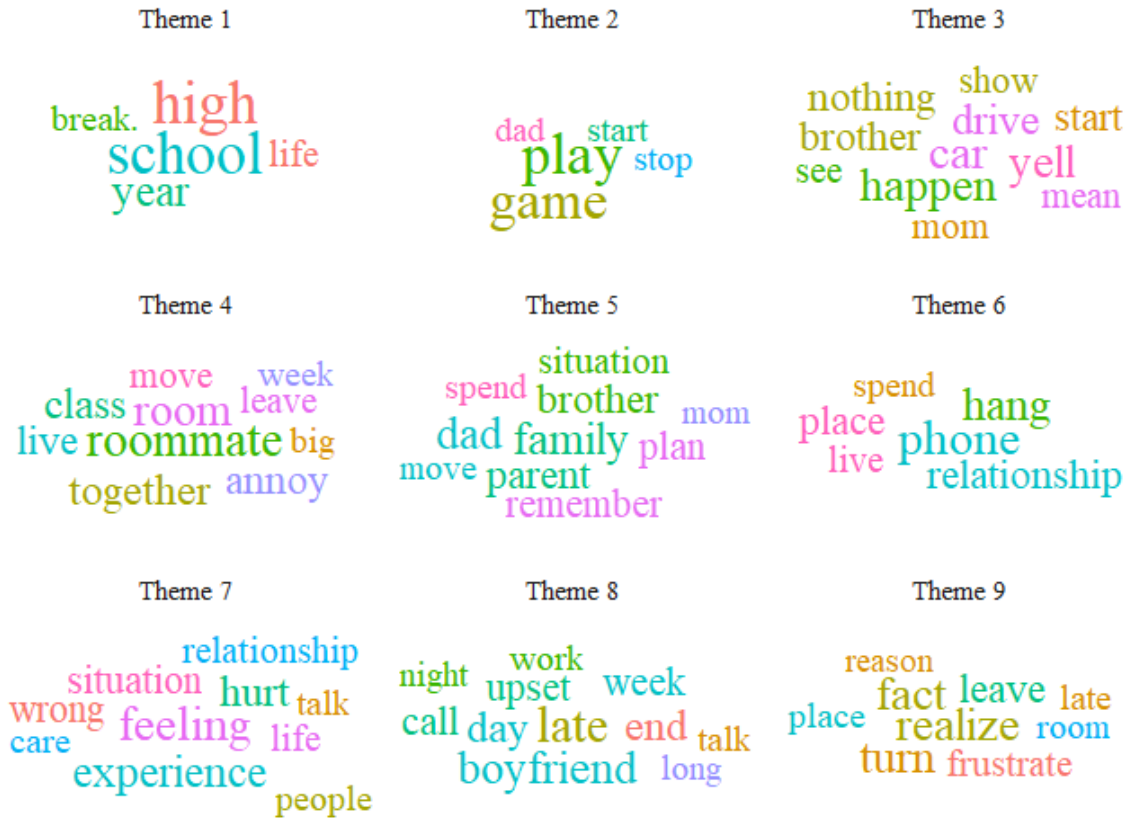 Theme 1
high
break.
school life
year
Theme 2
dad start
play stop
game
Theme 3
show
nothing
drive start
brother
car yell
see
happen mean
mom
Theme 4
move week
class room leave
live roommate big
together annoy
Theme 5
situation
spend brother mom
dad family plan
move parent
remember
Theme 6
spend hang
place phone
live relationship
Theme 7
relationship
situation hurt talk
wrong feeling life
care
experience
people
Theme 8
work
night upset week
call day late end talk
boyfriend long
Theme 9
reason
fact leave late
place realize room
turn frustrate